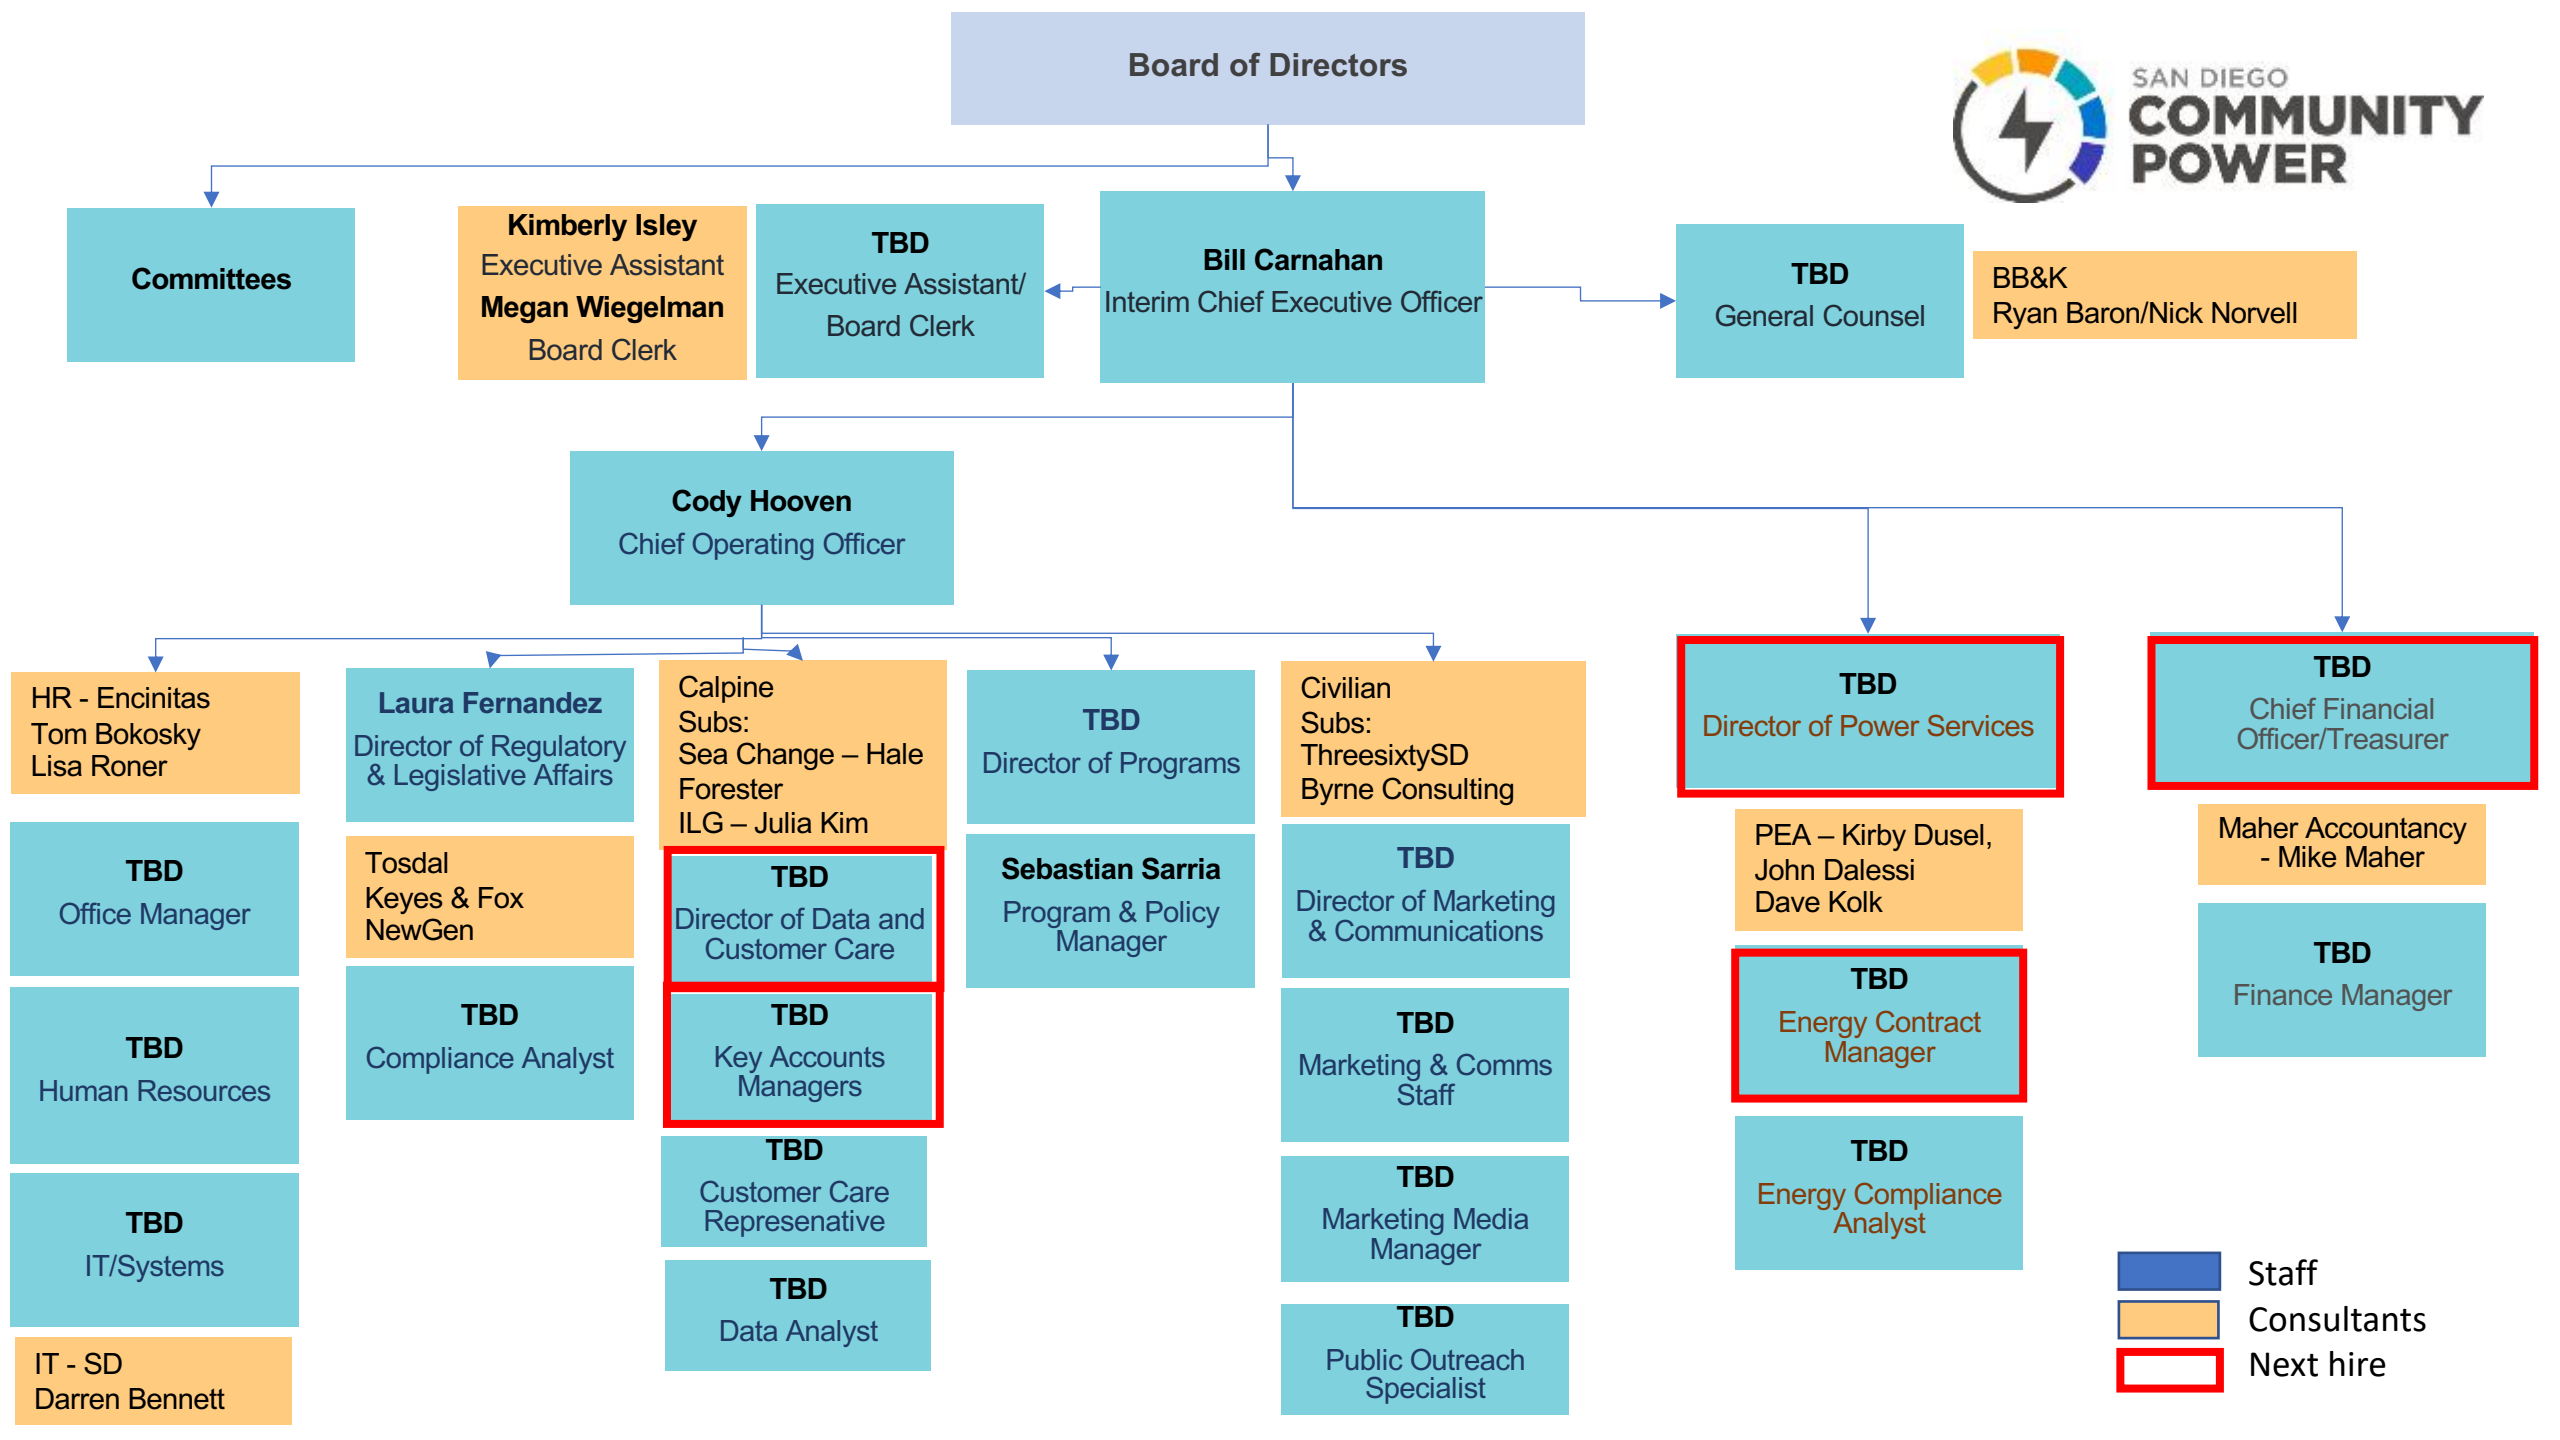 Board of Directors
SAN DIEGO
COMMUNITY
POWER
Committees
Kimberly Isley
Executive Assistant
Megan Wiegelman
Board Clerk
TBD
Executive Assistant/
Board Clerk
Bill Carnahan
Interim Chief Executive Officer
TBD
General Counsel
BB&K
Ryan Baron/Nick Norvell
Cody Hooven
Chief Operating Officer
HR - Encinitas
Tom Bokosky
Lisa Roner
TBD
Office Manager
TBD
Human Resources
TBD
IT/Systems
IT - SD
Darren Bennett
Laura Fernandez
Director of Regulatory
& Legislative Affairs
Tosdal
Keyes & Fox
NewGen
TBD
Compliance Analyst
Calpine
Subs:
Sea Change – Hale
Forester
ILG – Julia Kim
TBD
Director of Data and
Customer Care
TBD
Key Accounts
Managers
TBD
Customer Care
Represenative
TBD
Data Analyst
TBD
Director of Programs
Sebastian Sarria
Program & Policy
Manager
Civilian
Subs:
ThreesixtySD
Byrne Consulting
TBD
Director of Marketing
& Communications
TBD
Marketing & Comms
Staff
TBD
Marketing Media
Manager
TBD
Public Outreach
Specialist
TBD
Director of Power Services
PEA – Kirby Dusel,
John Dalessi
Dave Kolk
TBD
Energy Contract
Manager
TBD
Energy Compliance
Analyst
TBD
Chief Financial
Officer/Treasurer
Maher Accountancy
- Mike Maher
TBD
Finance Manager
Staff
Consultants
Next hire